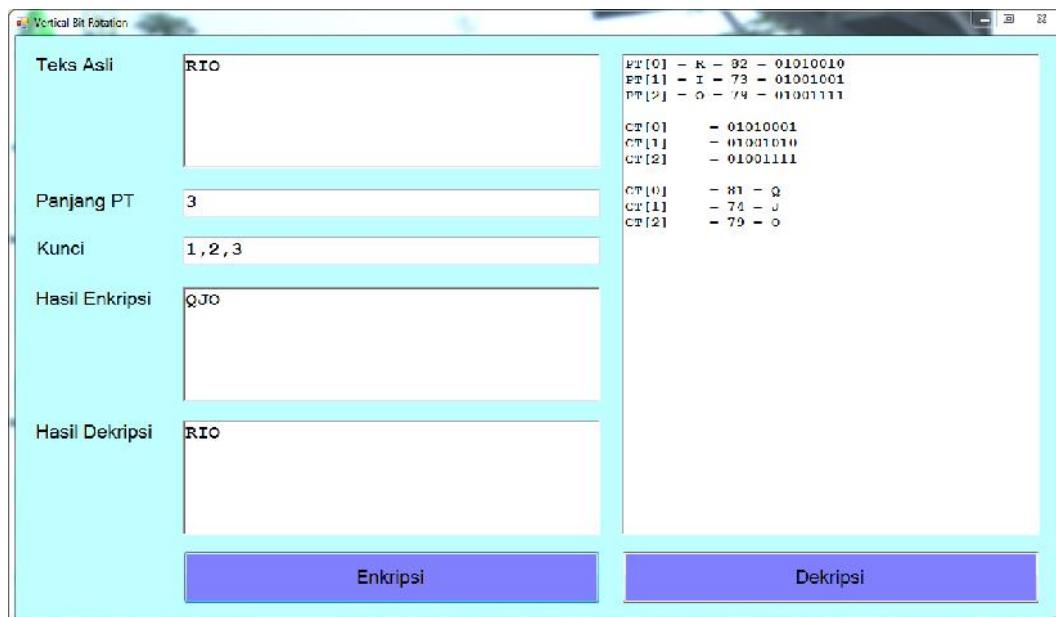 Vertical Bit Rotation
Teks Asli
RIO
Panjang PT
3
Kunci
1,2,3
Hasil Enkripsi
QJO
Hasil Dekripsi
RIO
Enkripsi
PT[0] – R – 82 – 01010010
PT[1] – I – 73 – 01001001
PT[2] – O – 79 – 01001111
CT[0] – 01010001
CT[1] – 01001010
CT[2] – 01001111
CT[0] – 81 – Q
CT[1] – 74 – J
CT[2] – 79 – O
Dekripsi